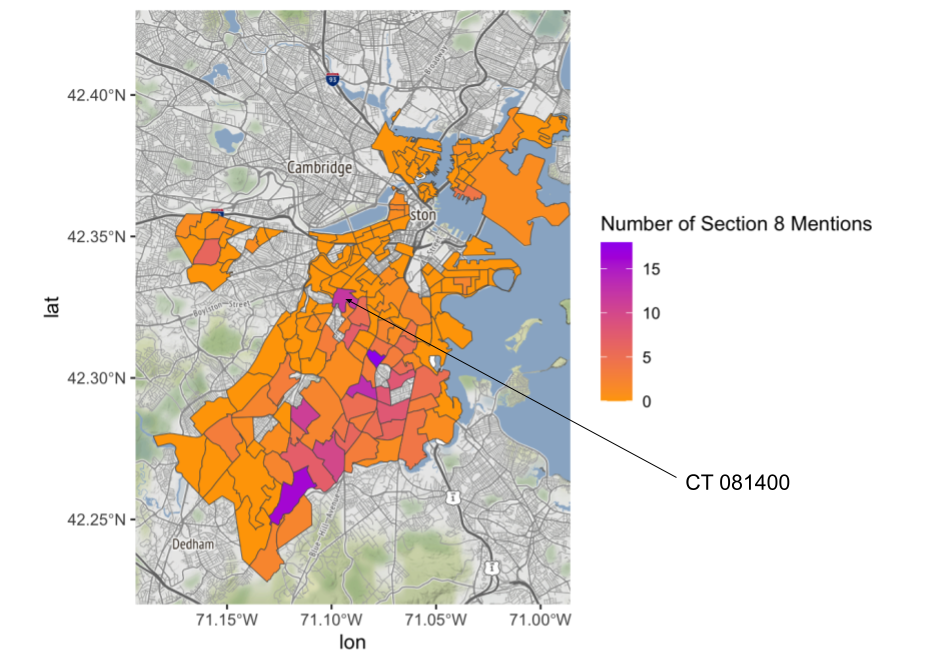 42.40°N
42.35°N
42.30°N
42.25°N
lat
93
Cambridge
ston
Boylston Street
Dedham
71.15°W
71.10°W
71.05°W
71.00°W
lon
Number of Section 8 Mentions
15
10
5
0
CT 081400